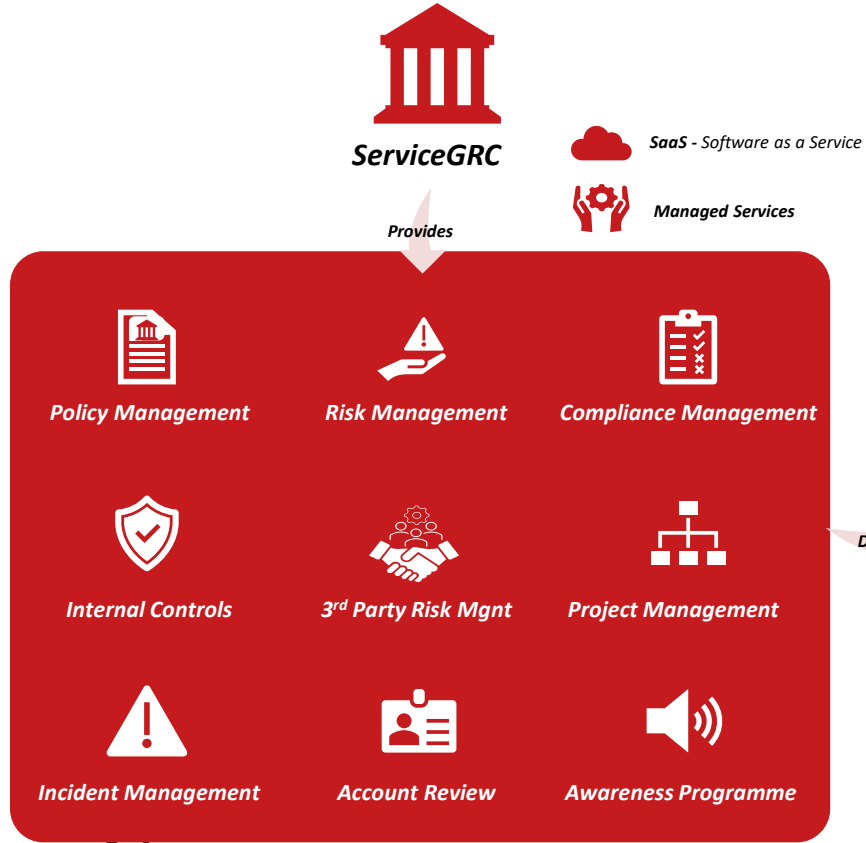 ServiceGRC
SaaS - Software as a Service
Managed Services
Provides
Policy Management
Risk Management
Compliance Management
D
Internal Controls
3rd Party Risk Mgnt
Project Management
Incident Management
Account Review
Awareness Programme